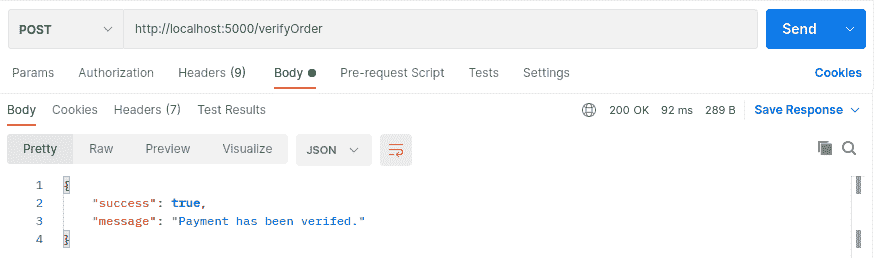 POST http://localhost:5000/verifyOrder Send
Params Authorization Headers (9) Body Pre-request Script Tests Settings Cookies
Body Cookies Headers (7) Test Results 200 OK 92 ms 289 B Save Response
Pretty Raw Preview Visualize JSON
1 {
2 "success": true,
3 "message": "Payment has been verifed."
4 }